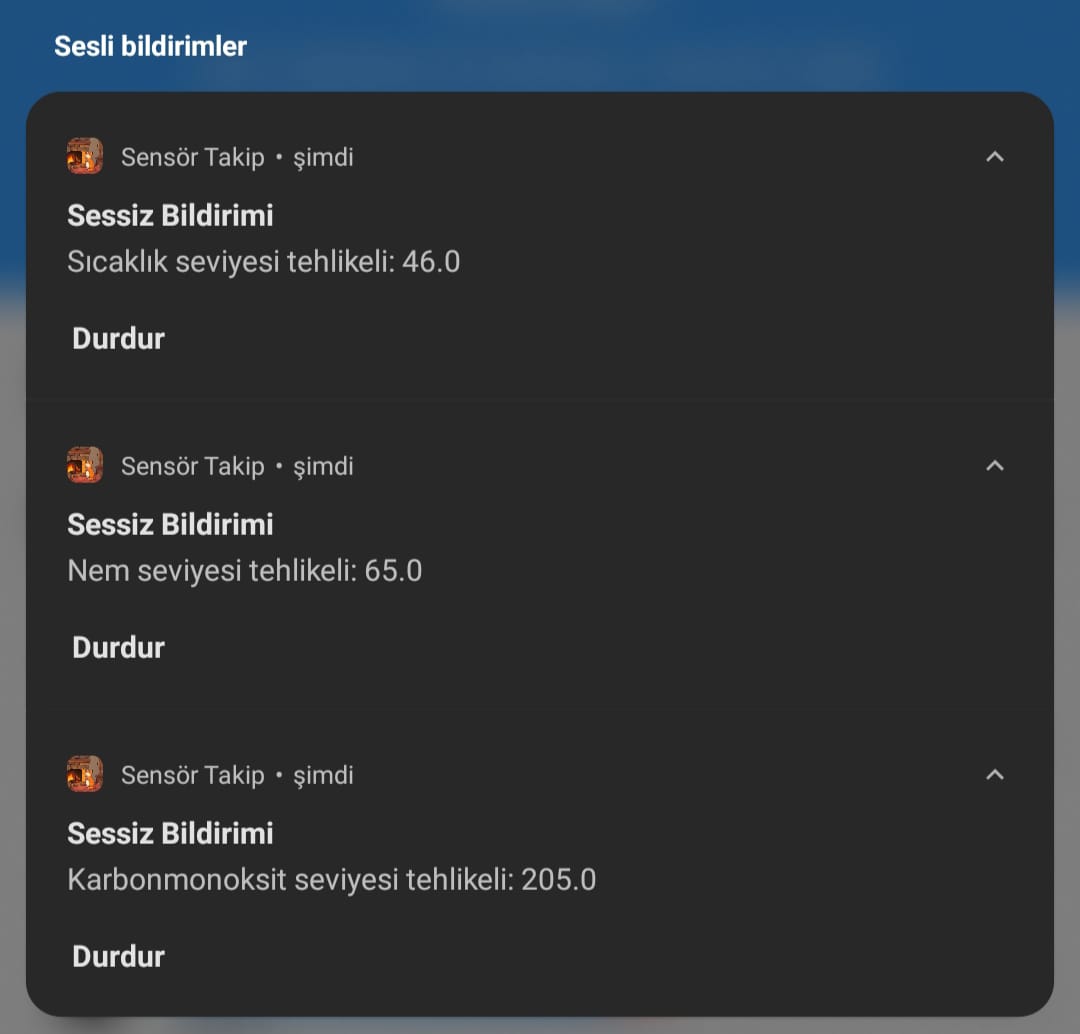 Sesli bildirimler
Sensör Takip • şimdi
Sessiz Bildirimi
Sıcaklık seviyesi tehlikeli: 46.0
Durdur
Sensör Takip • şimdi
Sessiz Bildirimi
Nem seviyesi tehlikeli: 65.0
Durdur
Sensör Takip • şimdi
Sessiz Bildirimi
Karbonmonoksit seviyesi tehlikeli: 205.0
Durdur